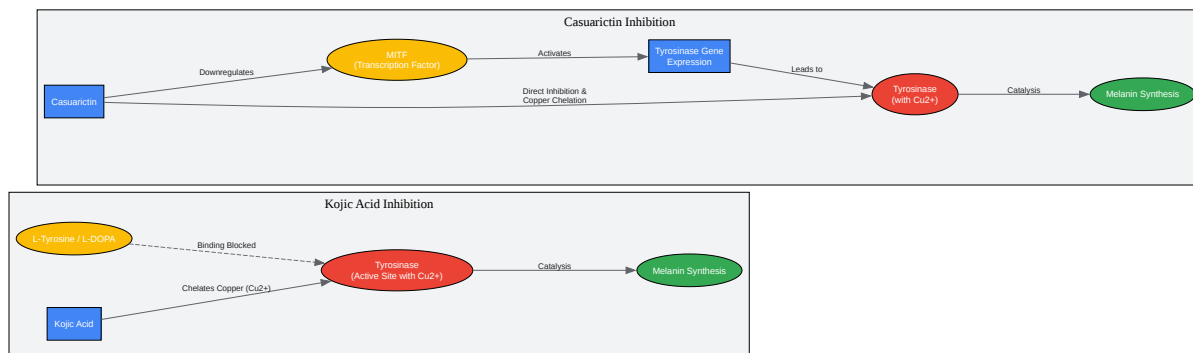 Casuarictin Inhibition
MITF
(Transcription Factor)
Activates
Tyrosinase Gene
Expression
Downregulates
Leads to
Casuarictin
Direct Inhibition &
Copper Chelation
Tyrosinase
(with Cu2+)
Catalysis
Melanin Synthesis
Kojic Acid Inhibition
L-Tyrosine / L-DOPA
Binding Blocked
Tyrosinase
(Active Site with Cu2+)
Catalysis
Melanin Synthesis
Chelates Copper (Cu2+)
Kojic Acid